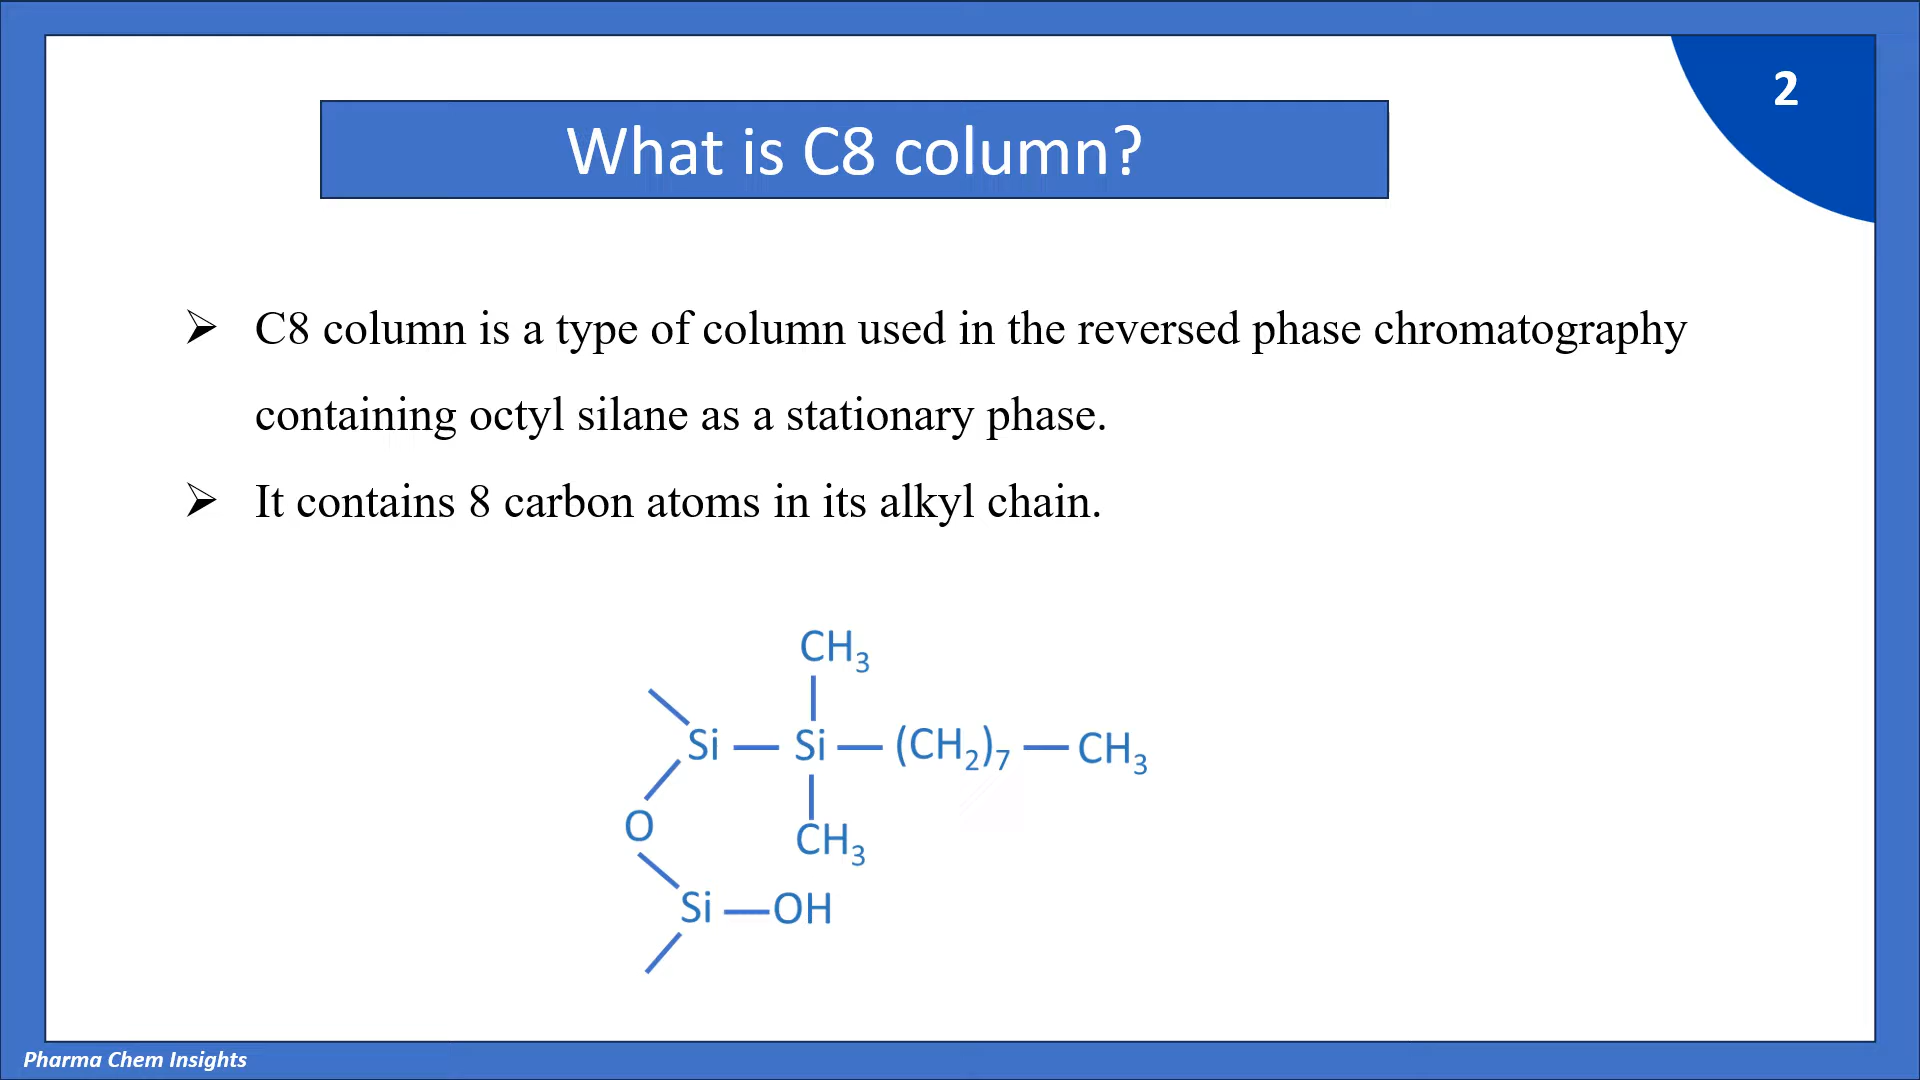 2
What is C8 column?
➢ C8 column is a type of column used in the reversed phase chromatography
containing octyl silane as a stationary phase.
➢ It contains 8 carbon atoms in its alkyl chain.
CH₃
Si — Si — (CH₂)₇ — CH₃
O
CH₃
Si — OH
Pharma Chem Insights